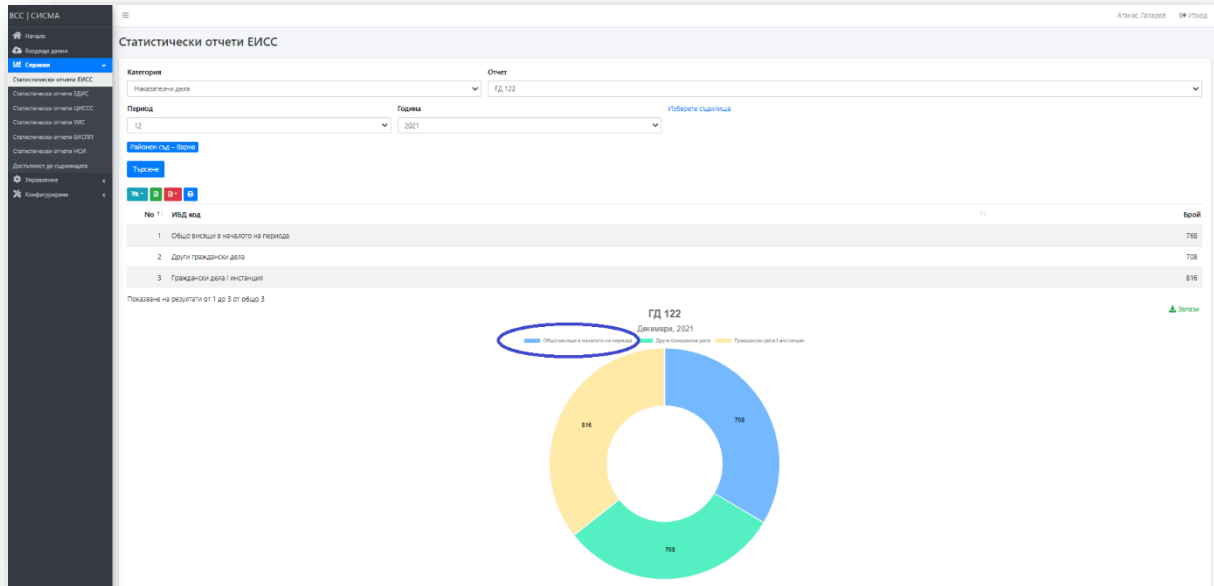 ВСС | СИСМА
Атанас Лазаров Изход
Начало
Входящи данни
Справки
Статистически отчети ЕИСС
Статистически отчети ЕДИС
Статистически отчети ЦИССС
Статистически отчети УИС
Статистически отчети ЕИСПП
Статистически отчети НСИ
Достъпност до съдилищата
Управление
Конфигуриране
Статистически отчети ЕИСС
Категория Отчет
Наказателни дела ГД 122
Период Година Изберете съдилища
12 2021
Районен съд – Варна
Търсене
No ИБД код Брой
1 Общо висящи в началото на периода 768
2 Други граждански дела 708
3 Граждански дела I инстанция 816
Показване на резултати от 1 до 3 от общо 3
Запази
ГД 122
Декември, 2021
Общо висящи в началото на периода Други граждански дела Граждански дела I инстанция
816
768
708